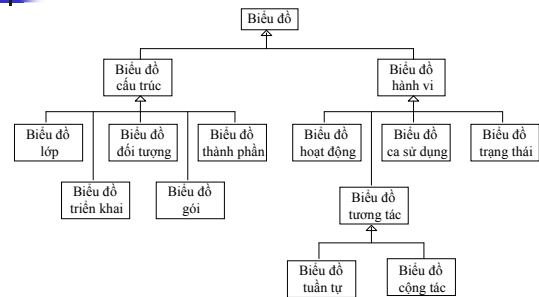 Biểu đồ
Biểu đồ
cấu trúc
Biểu đồ
hành vi
Biểu đồ
lớp
Biểu đồ
đối tượng
Biểu đồ
thành phần
Biểu đồ
hoạt động
Biểu đồ
ca sử dụng
Biểu đồ
trạng thái
Biểu đồ
triển khai
Biểu đồ
gói
Biểu đồ
tương tác
Biểu đồ
tuần tự
Biểu đồ
cộng tác